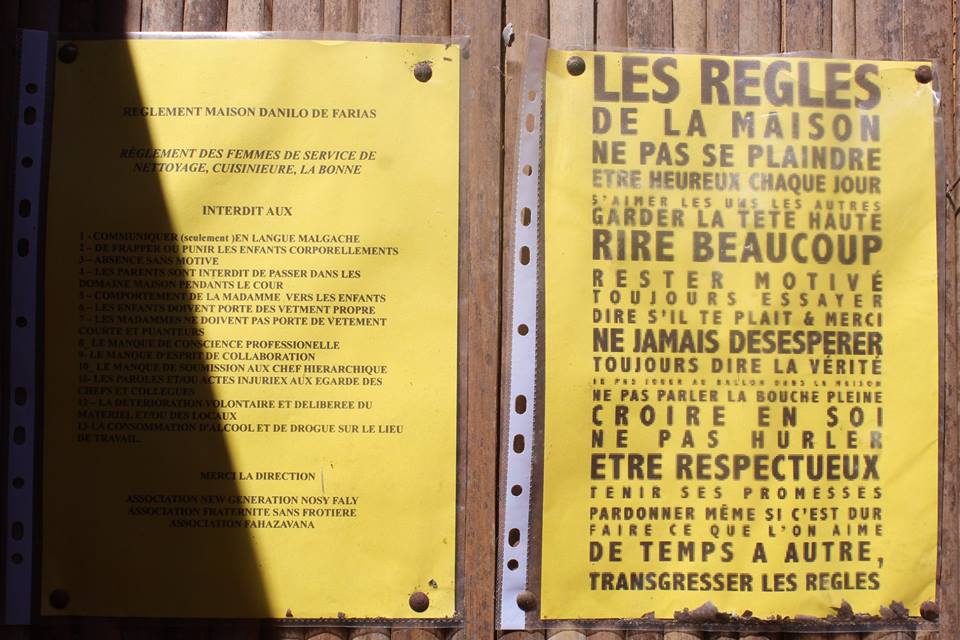 REGLEMENT MAISON DANILO DE FARIAS
RÈGLEMENT DES FEMMES DE SERVICE DE
NETTOYAGE, CUISINIEURE, LA BONNE
INTERDIT AUX
1 - COMMUNIQUER (seulement )EN LANGUE MALGACHE
2 – DE FRAPPER OU PUNIR LES ENFANTS CORPORELLEMENTS
3 – ABSENCE SANS MOTIVE
4 – LES PARENTS SONT INTERDIT DE PASSER DANS LES
DOMAINE MAISON PENDANTS LE COUR
5 – COMPORTEMENT DE LA MADAMME VERS LES ENFANTS
6 – LES ENFANTS DOIVENT PORTE DES VETMENT PROPRE
7 – LES MADAMMES NE DOIVENT PAS PORTE DE VETEMENT
COURTE ET PUANTEURS
8_ LE MANQUE DE CONSCIENCE PROFESSIONELLE
9- LE MANQUE D'ESPRIT DE COLLABORATION
10_ LE MANQUE DE SOUMISSION AUX CHEF HIERARCHIQUE
11- LES PAROLES ET/OU ACTES INJURIEX AUX EGARDE DES
CHEFS ET COLLEGUES
12 – LA DETERIORATION VOLONTAIRE ET DELIBEREE DU
MATERIEL ET/OU DES LOCAUX
13-LA CONSOMMATION D'ALCOOL ET DE DROGUE SUR LE LIEU
DE TRAVAIL.
MERCI LA DIRECTION
ASSOCIATION NEW GENERATION NOSY FALY
ASSOCIATION FRATERNITE SANS FROTIERE
ASSOCIATION FAHAZAVANA
LES REGLES
DE LA MAISON
NE PAS SE PLAINDRE
ETRE HEUREUX CHAQUE JOUR
S'AIMER LES UNS LES AUTRES
GARDER LA TETE HAUTE
RIRE BEAUCOUP
RESTER MOTIVÉ
TOUJOURS ESSAYER
DIRE S'IL TE PLAIT & MERCI
NE JAMAIS DESESPERER
TOUJOURS DIRE LA VÉRITÉ
NE PAS JOUER AU BALLON DANS LA MAISON
NE PAS PARLER LA BOUCHE PLEINE
CROIRE EN SOI
NE PAS HURLER
ETRE RESPECTUEUX
TENIR SES PROMESSES
PARDONNER MÊME SI C'EST DUR
FAIRE CE QUE L'ON AIME
DE TEMPS A AUTRE,
TRANSGRESSER LES REGLES